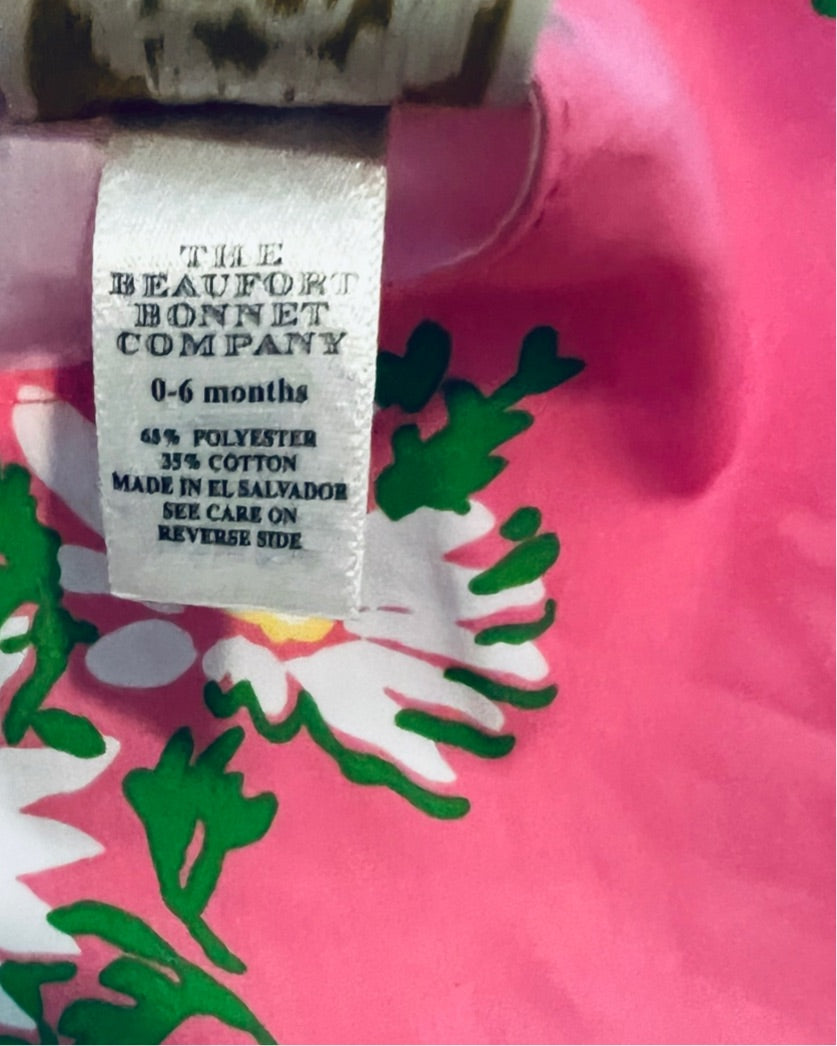 THE
BEAUFORT
BONNET
COMPANY
0-6 months
65% POLYESTER
35% COTTON
MADE IN EL SALVADOR
SEE CARE ON
REVERSE SIDE